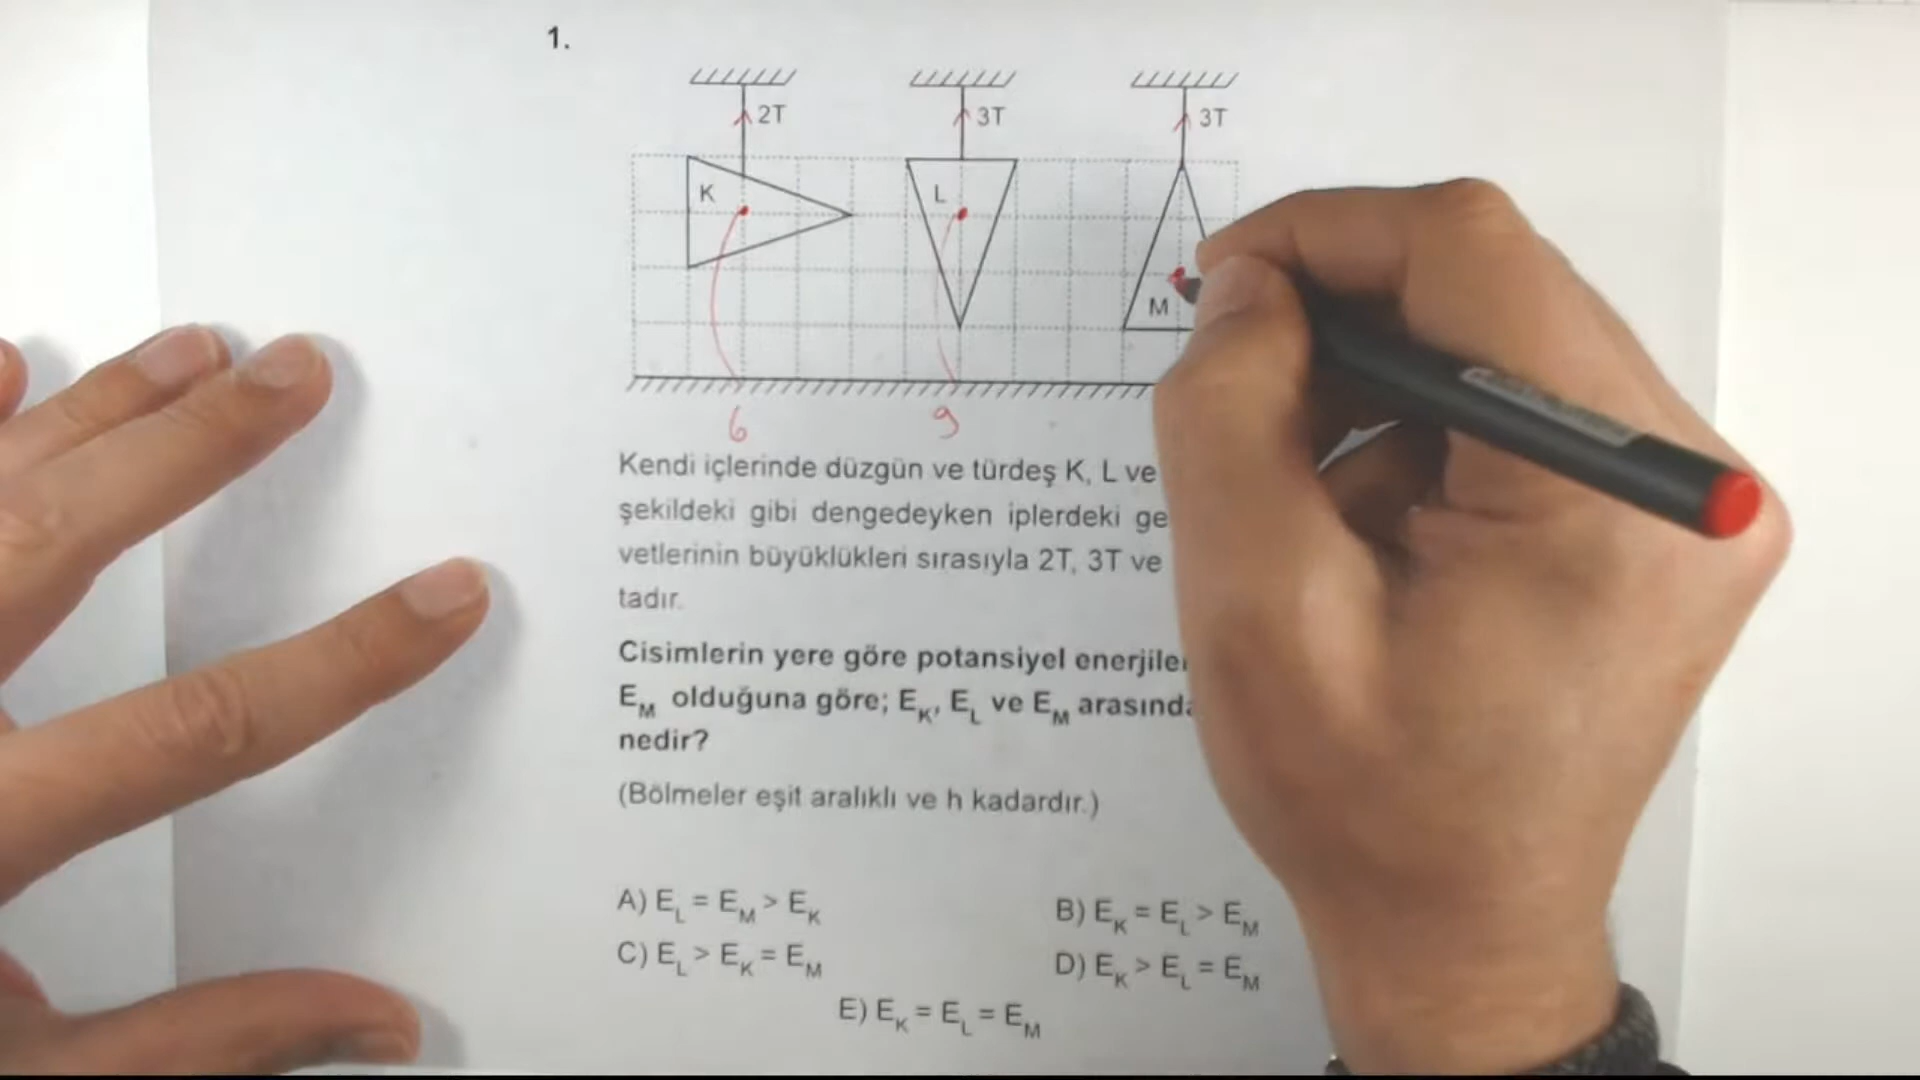 1.
2T 3T 3T
K L M
6 9
Kendi içlerinde düzgün ve türdeş K, L ve
şekildeki gibi dengedeyken iplerdeki ge
vetlerinin büyüklükleri sırasıyla 2T, 3T ve
tadır.
Cisimlerin yere göre potansiyel enerjile
E_M olduğuna göre; E_K, E_L ve E_M arasında
nedir?
(Bölmeler eşit aralıklı ve h kadardır.)
A) E_L = E_M > E_K B) E_K = E_L > E_M
C) E_L > E_K = E_M D) E_K > E_L = E_M
E) E_K = E_L = E_M